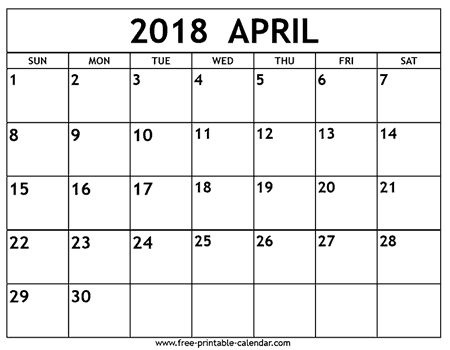 2018 APRIL
SUN MON TUE WED THU FRI SAT
1 2 3 4 5 6 7
8 9 10 11 12 13 14
15 16 17 18 19 20 21
22 23 24 25 26 27 28
29 30
www.free-printable-calendar.com